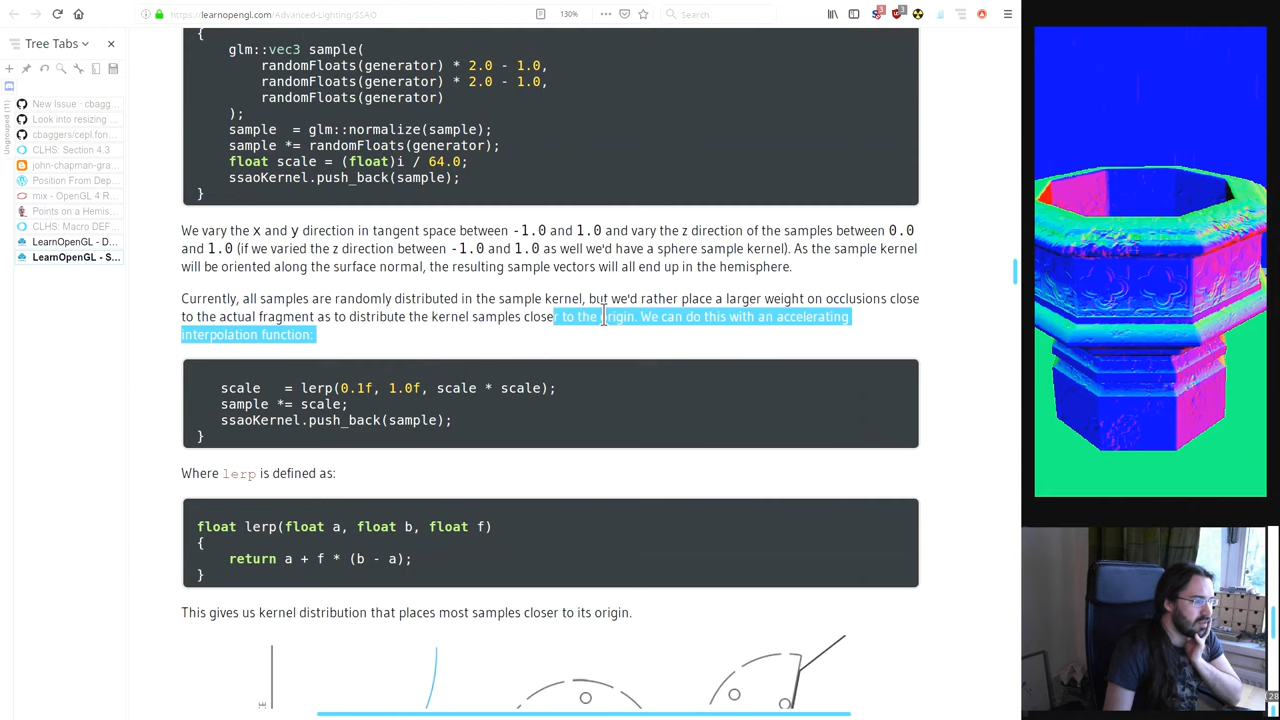 https://learnopengl.com/Advanced-Lighting/SSAO
130%
Search
3
3
Tree Tabs
Ungrouped (11)
New Issue · cbagg...
Look into resizing ...
cbaggers/cepl.fon...
CLHS: Section 4.3
john-chapman-gra...
Position From Dep...
mix - OpenGL 4 R...
Points on a Hemis...
CLHS: Macro DEF...
LearnOpenGL - D...
LearnOpenGL - S...
{
glm::vec3 sample(
randomFloats(generator) * 2.0 - 1.0,
randomFloats(generator) * 2.0 - 1.0,
randomFloats(generator)
);
sample  = glm::normalize(sample);
sample *= randomFloats(generator);
float scale = (float)i / 64.0;
ssaoKernel.push_back(sample);
}
We vary the x and y direction in tangent space between -1.0 and 1.0 and vary the z direction of the samples between 0.0
and 1.0 (if we varied the z direction between -1.0 and 1.0 as well we'd have a sphere sample kernel). As the sample kernel
will be oriented along the surface normal, the resulting sample vectors will all end up in the hemisphere.
Currently, all samples are randomly distributed in the sample kernel, but we'd rather place a larger weight on occlusions close
to the actual fragment as to distribute the kernel samples closer to the origin. We can do this with an accelerating
interpolation function:
scale   = lerp(0.1f, 1.0f, scale * scale);
sample *= scale;
ssaoKernel.push_back(sample);
}
Where lerp is defined as:
float lerp(float a, float b, float f)
{
return a + f * (b - a);
}
This gives us kernel distribution that places most samples closer to its origin.
28